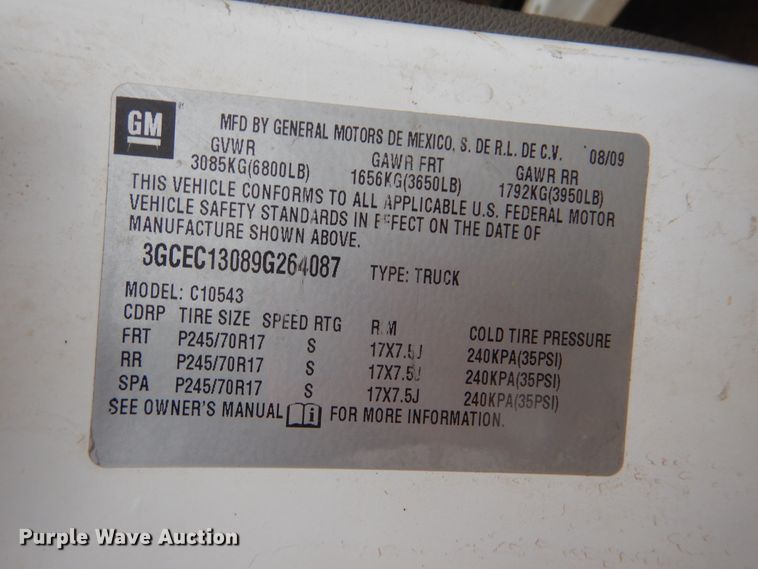 GM
MFD BY GENERAL MOTORS DE MEXICO, S. DE R.L. DE C.V. 08/09
GVWR GAWR FRT GAWR RR
3085KG(6800LB) 1656KG(3650LB) 1792KG(3950LB)
THIS VEHICLE CONFORMS TO ALL APPLICABLE U.S. FEDERAL MOTOR
VEHICLE SAFETY STANDARDS IN EFFECT ON THE DATE OF
MANUFACTURE SHOWN ABOVE.
3GCEC13089G264087 TYPE: TRUCK
MODEL: C10543
CDRP TIRE SIZE SPEED RTG RIM COLD TIRE PRESSURE
FRT P245/70R17 S 17X7.5J 240KPA(35PSI)
RR P245/70R17 S 17X7.5J 240KPA(35PSI)
SPA P245/70R17 S 17X7.5J 240KPA(35PSI)
SEE OWNER'S MANUAL i FOR MORE INFORMATION.
Purple Wave Auction